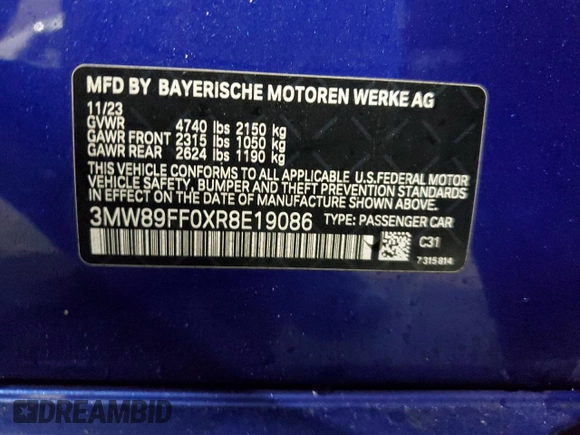 MFD BY BAYERISCHE MOTOREN WERKE AG
11/23
GVWR 4740 lbs 2150 kg
GAWR FRONT 2315 lbs 1050 kg
GAWR REAR 2624 lbs 1190 kg
THIS VEHICLE CONFORMS TO ALL APPLICABLE U.S.FEDERAL MOTOR
VEHICLE SAFETY, BUMPER AND THEFT PREVENTION STANDARDS
IN EFFECT ON THE DATE OF MANUFACTURE SHOWN ABOVE.
3MW89FF0XR8E19086 TYPE: PASSENGER CAR
C31
7315814
DREAMBID